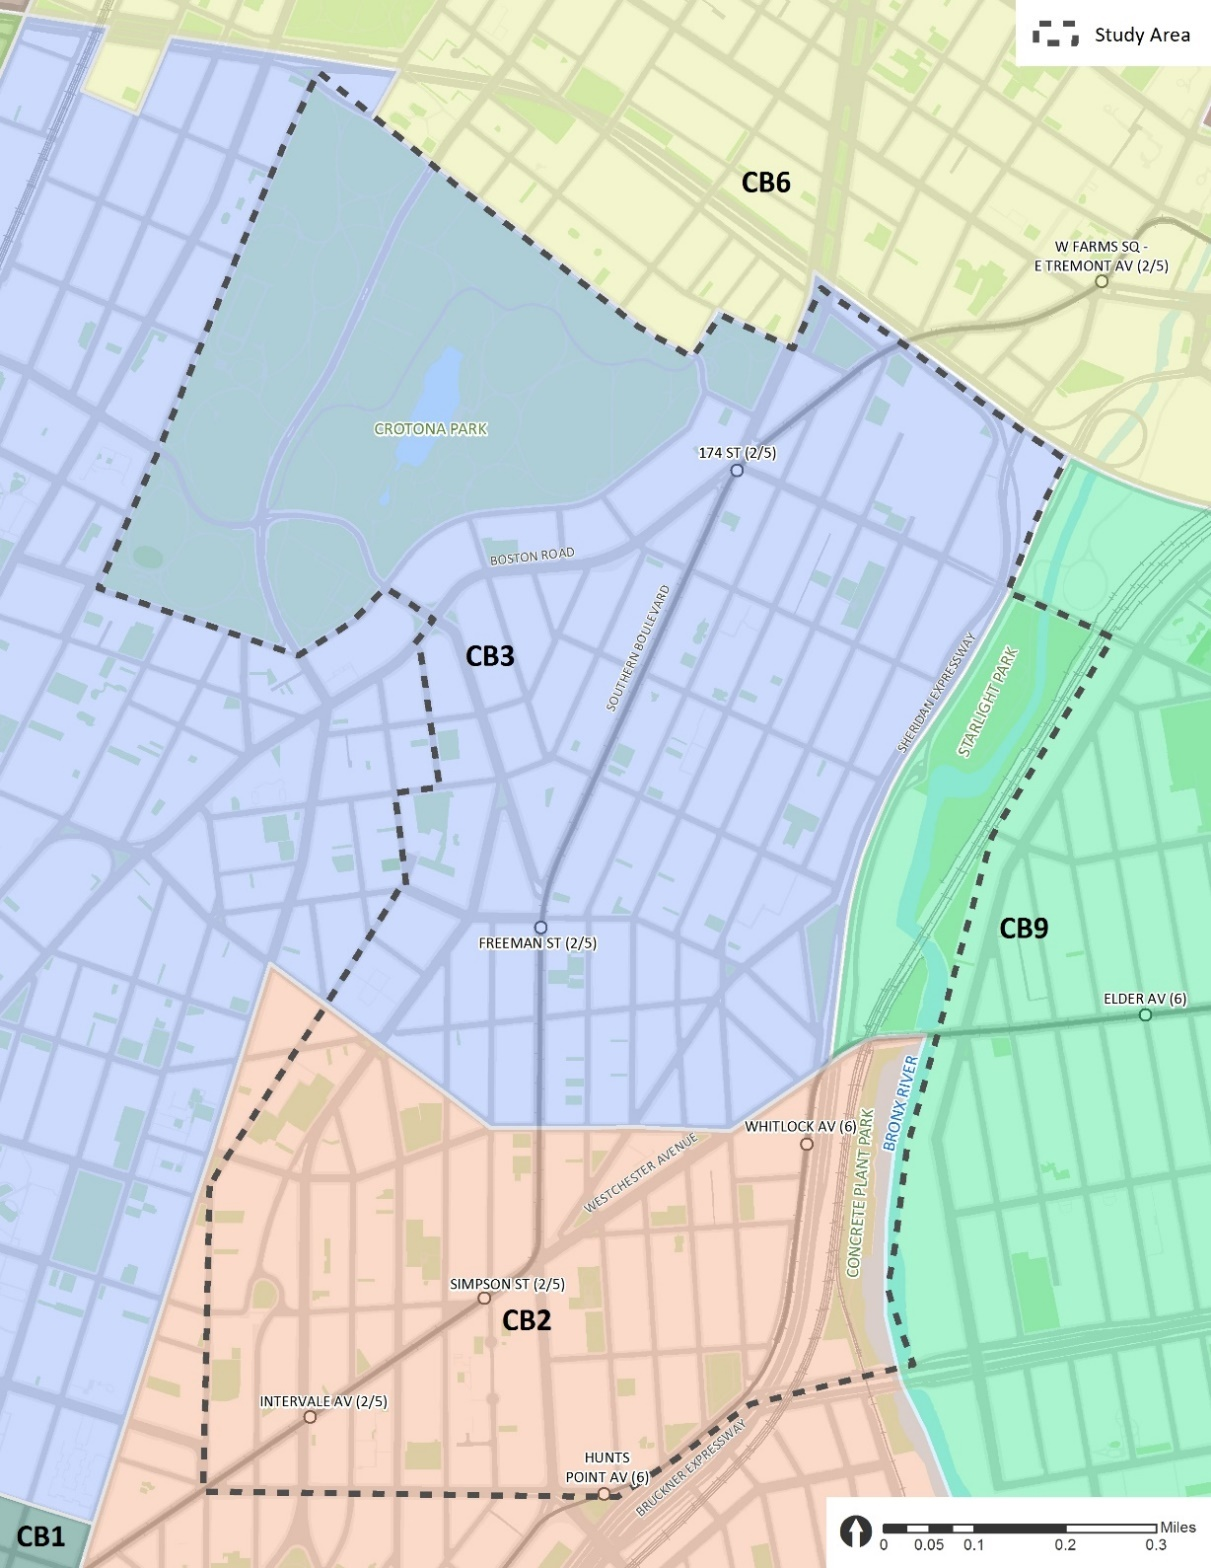 Study Area
CB6
W FARMS SQ -
E TREMONT AV (2/5)
CROTONA PARK
174 ST (2/5)
BOSTON ROAD
SOUTHERN BOULEVARD
CB3
SHERIDAN EXPRESSWAY
STARLIGHT PARK
CB9
FREEMAN ST (2/5)
ELDER AV (6)
BRONX RIVER
WHITLOCK AV (6)
WESTCHESTER AVENUE
CONCRETE PLANT PARK
SIMPSON ST (2/5)
CB2
INTERVALE AV (2/5)
HUNTS
POINT AV (6)
BRUCKNER EXPRESSWAY
CB1
Miles
0 0.05 0.1 0.2 0.3